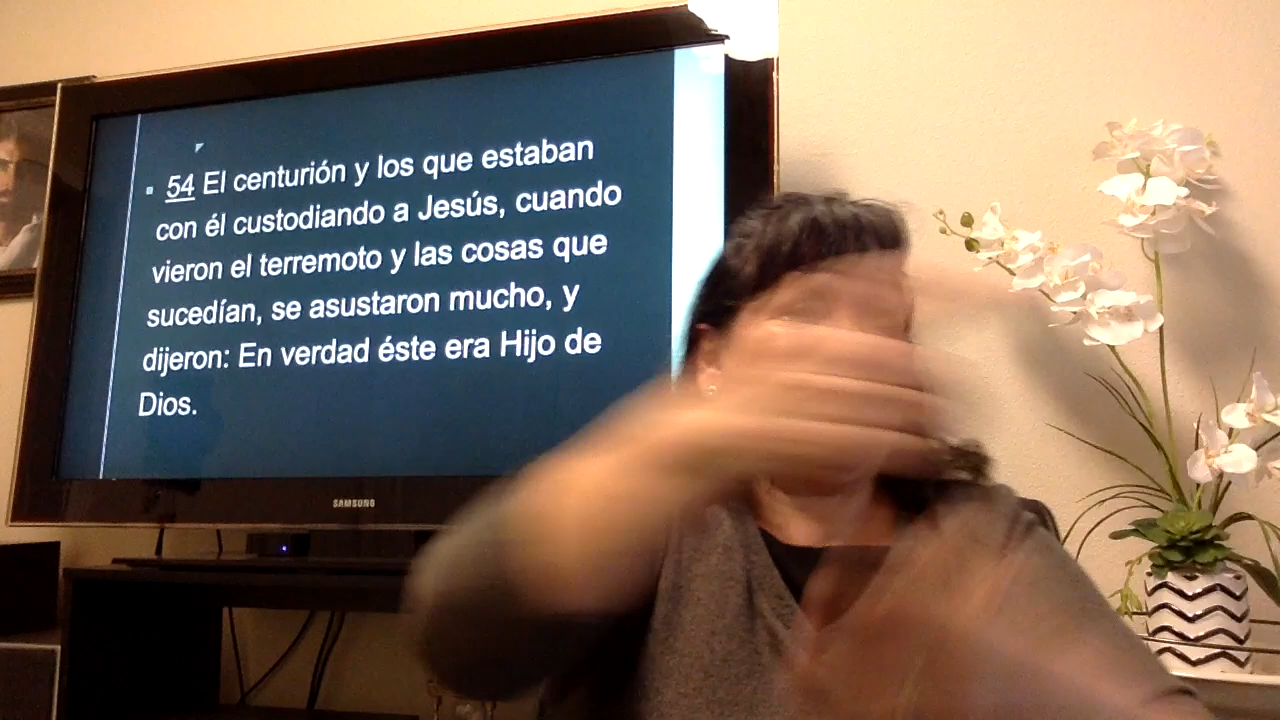 54 El centurión y los que estaban
con él custodiando a Jesús, cuando
vieron el terremoto y las cosas que
sucedían, se asustaron mucho, y
dijeron: En verdad éste era Hijo de
Dios.
SAMSUNG